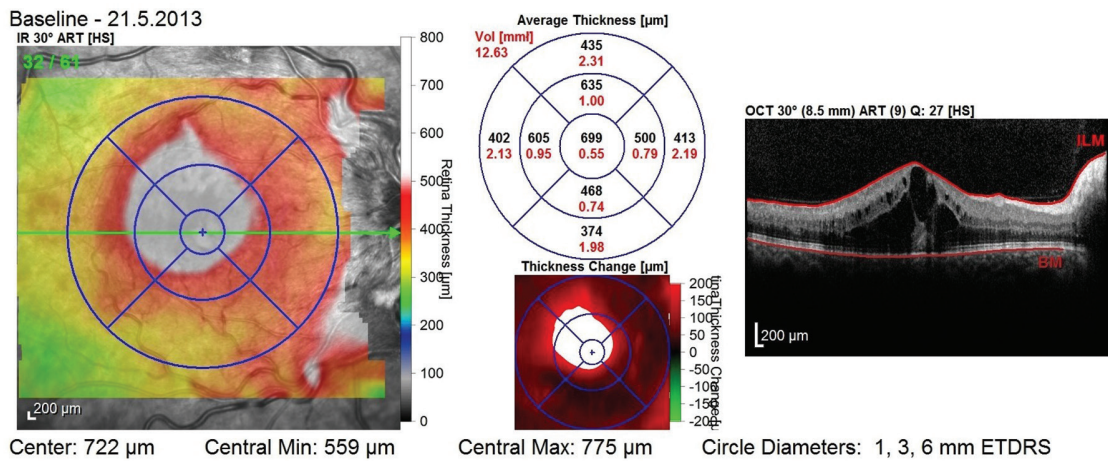 Baseline - 21.5.2013
IR 30° ART [HS]
32 / 61
800
700
600
500
400
300
200
100
0
Retina Thickness [µm]
200 µm
Average Thickness [µm]
Vol [mmł]
12.63
435
2.31
635
1.00
402 605 699 500 413
2.13 0.95 0.55 0.79 2.19
468
0.74
374
1.98
Thickness Change [µm]
200
150
100
50
0
-50
-100
-150
-200
tina Thickness Changed
OCT 30° (8.5 mm) ART (9) Q: 27 [HS]
ILM
BM
200 µm
Center: 722 µm Central Min: 559 µm Central Max: 775 µm Circle Diameters: 1, 3, 6 mm ETDRS